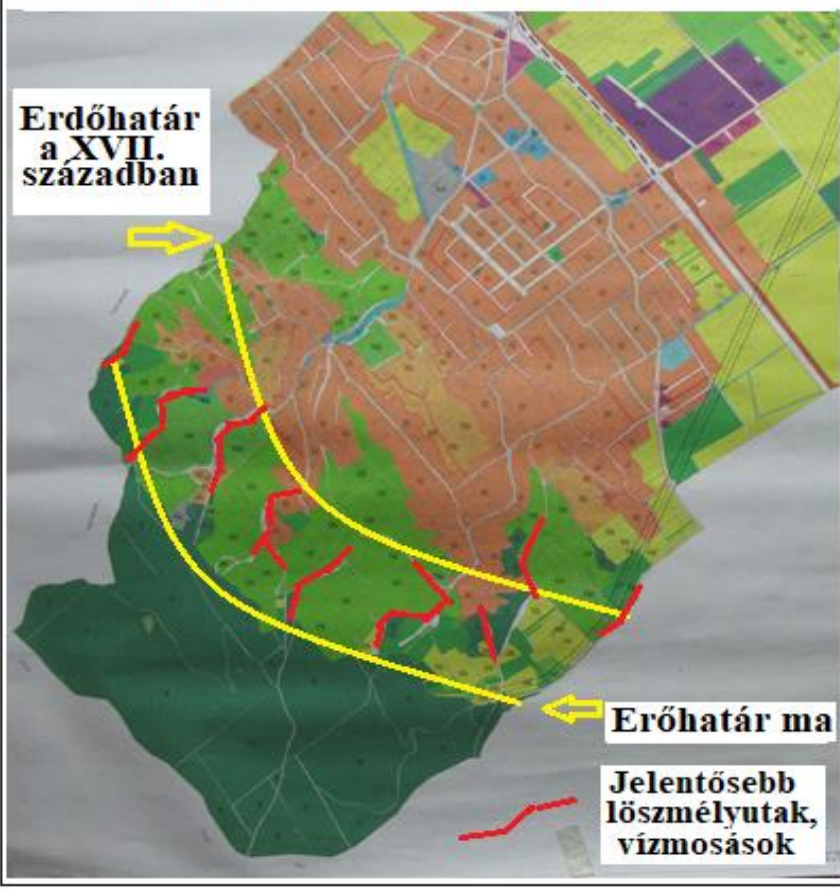 Erdőhatár
a XVII.
században
Erőhatár ma
Jelentősebb
löszmélyutak,
vízmosások